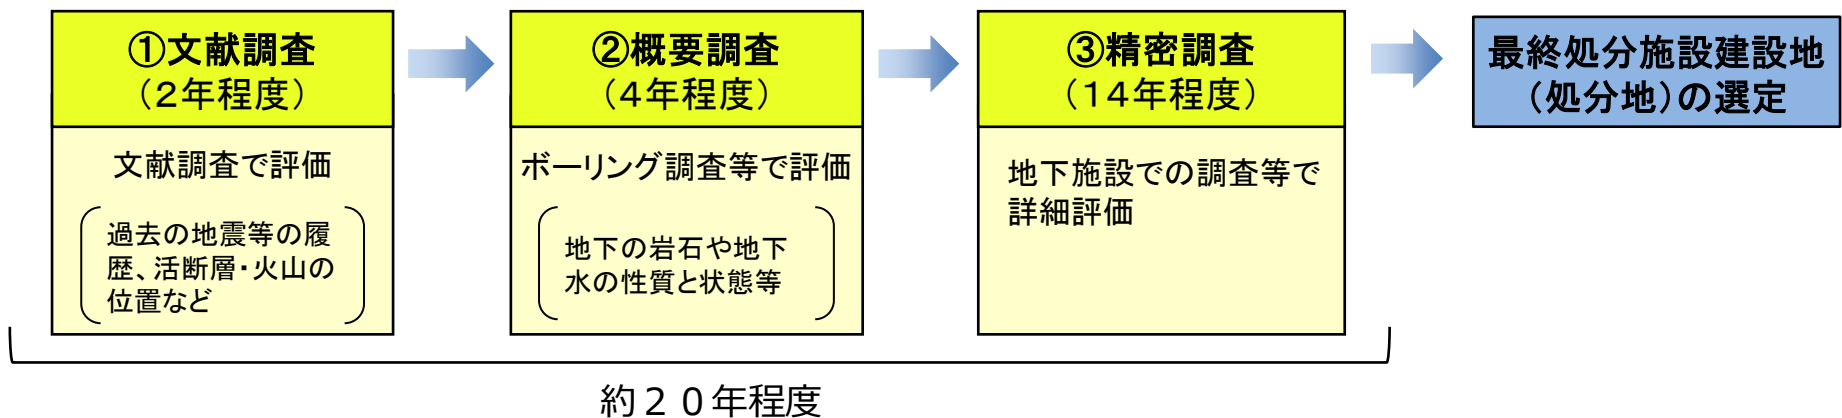 ①文献調査
（２年程度）
文献調査で評価
過去の地震等の履
歴、活断層・火山の
位置など
②概要調査
（４年程度）
ボーリング調査等で評価
地下の岩石や地下
水の性質と状態等
③精密調査
（１４年程度）
地下施設での調査等で
詳細評価
最終処分施設建設地
（処分地）の選定
約２０年程度